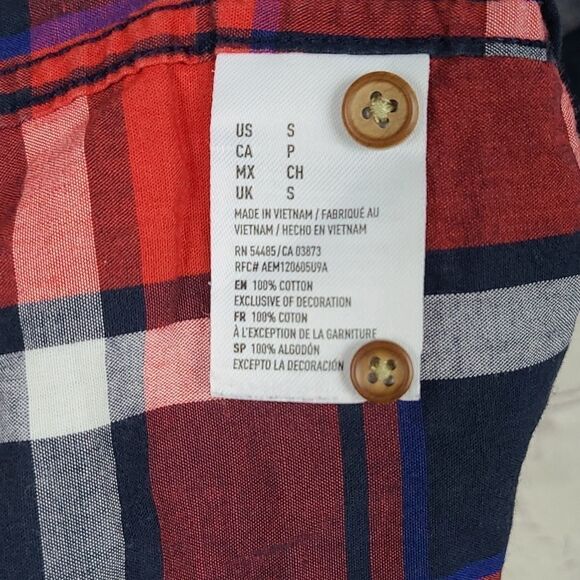 US S
CA P
MX CH
UK S
MADE IN VIETNAM / FABRIQUÉ AU
VIETNAM / HECHO EN VIETNAM
RN 54485/CA 03873
RFC# AEM120605U9A
EN 100% COTTON
EXCLUSIVE OF DECORATION
FR 100% COTON
À L'EXCEPTION DE LA GARNITURE
SP 100% ALGODÓN
EXCEPTO LA DECORACIÓN